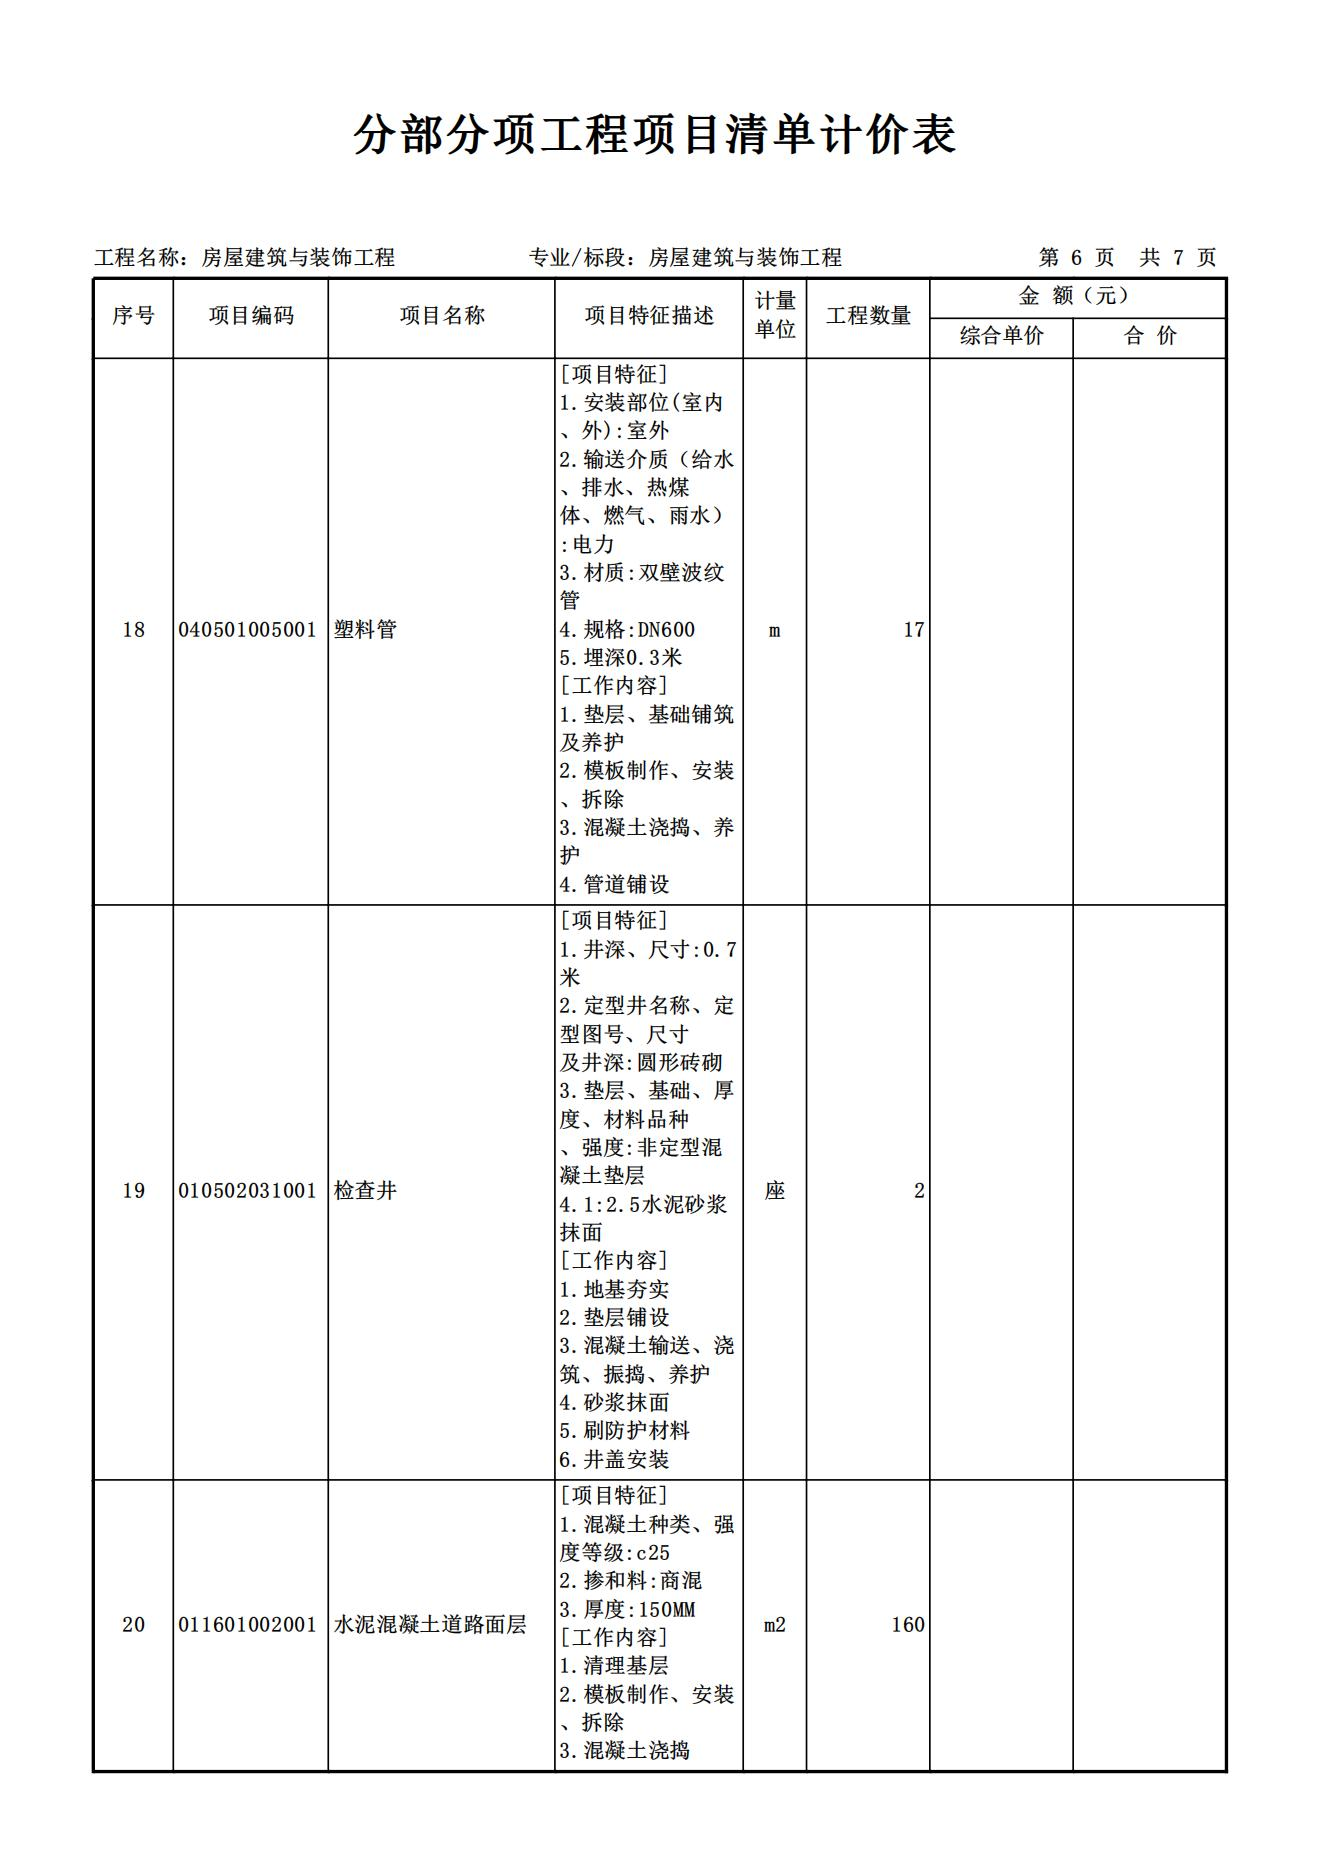 分部分项工程项目清单计价表
工程名称：房屋建筑与装饰工程 专业/标段：房屋建筑与装饰工程 第 6 页 共 7 页
序号 项目编码 项目名称 项目特征描述 计量单位 工程数量 金 额（元）
综合单价 合 价
18 040501005001 塑料管
[项目特征]
1.安装部位(室内
、外):室外
2.输送介质（给水
、排水、热煤
体、燃气、雨水）
:电力
3.材质:双壁波纹
管
4.规格:DN600
5.埋深0.3米
[工作内容]
1.垫层、基础铺筑
及养护
2.模板制作、安装
、拆除
3.混凝土浇捣、养
护
4.管道铺设
m 17
19 010502031001 检查井
[项目特征]
1.井深、尺寸:0.7
米
2.定型井名称、定
型图号、尺寸
及井深:圆形砖砌
3.垫层、基础、厚
度、材料品种
、强度:非定型混
凝土垫层
4.1:2.5水泥砂浆
抹面
[工作内容]
1.地基夯实
2.垫层铺设
3.混凝土输送、浇
筑、振捣、养护
4.砂浆抹面
5.刷防护材料
6.井盖安装
座 2
20 011601002001 水泥混凝土道路面层
[项目特征]
1.混凝土种类、强
度等级:c25
2.掺和料:商混
3.厚度:150MM
[工作内容]
1.清理基层
2.模板制作、安装
、拆除
3.混凝土浇捣
m2 160